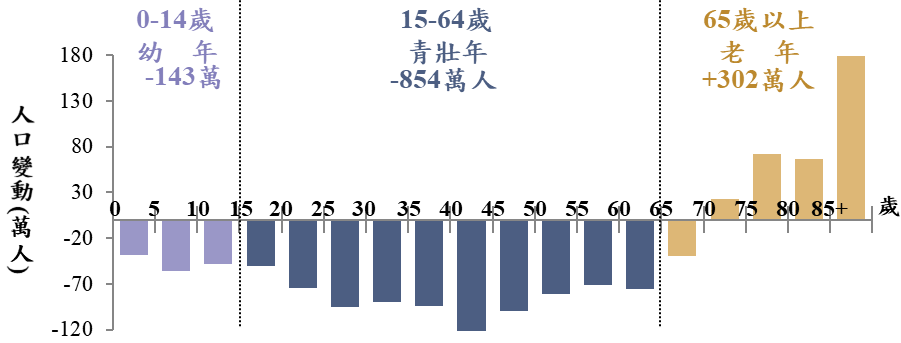 0-14歲
幼 年
-143萬
15-64歲
青壯年
-854萬人
65歲以上
老 年
+302萬人
人口變動(萬人)
180
130
80
30
-20
-70
-120
0 5 10 15 20 25 30 35 40 45 50 55 60 65 70 75 80 85+ 歲